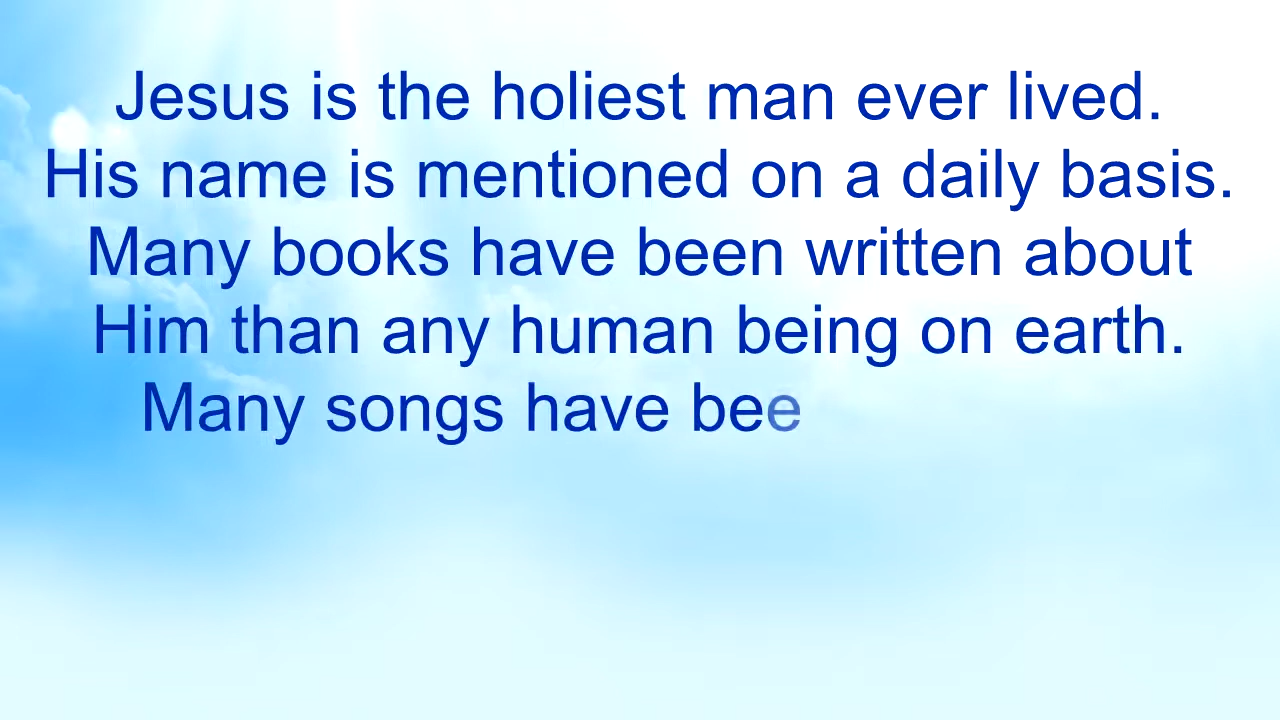 Jesus is the holiest man ever lived.
His name is mentioned on a daily basis.
Many books have been written about
Him than any human being on earth.
Many songs have bee